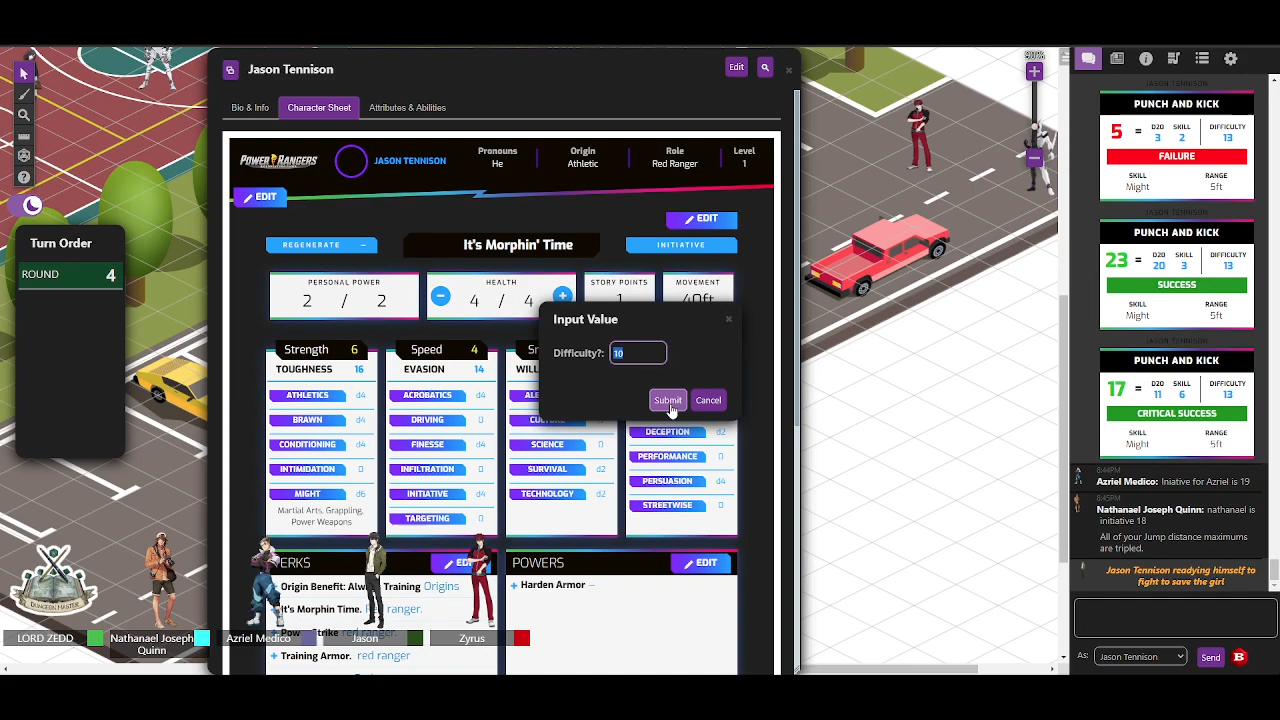 Jason Tennison
Edit
Bio & Info
Character Sheet
Attributes & Abilities
POWER RANGERS
JASON TENNISON
Pronouns
He
Origin
Athletic
Role
Red Ranger
Level
1
EDIT
EDIT
REGENERATE
It's Morphin' Time
INITIATIVE
PERSONAL POWER
2 / 2
HEALTH
4 / 4
STORY POINTS
1
MOVEMENT
40ft
Input Value
Difficulty?: 10
Submit
Cancel
Strength 6
TOUGHNESS 16
ATHLETICS d4
BRAWN d4
CONDITIONING d4
INTIMIDATION 0
MIGHT d6
Martial Arts, Grappling,
Power Weapons
Speed 4
EVASION 14
ACROBATICS d4
DRIVING 0
FINESSE d4
INFILTRATION d4
INITIATIVE d4
TARGETING 0
SCIENCE 0
SURVIVAL d2
TECHNOLOGY d2
DECEPTION d2
PERFORMANCE 0
PERSUASION d4
STREETWISE 0
EDIT
Origin Benefit: Always Training Origins
It's Morphin Time. Red ranger.
red ranger.
Training Armor. red ranger
POWERS
EDIT
Harden Armor
Turn Order
ROUND 4
DUNGEON MASTER
LORD ZEDD
Nathanael Joseph
Quinn
Azriel Medico
Zyrus
90%
JASON TENNISON
PUNCH AND KICK
5 = D20 3 SKILL 2 DIFFICULTY 13
FAILURE
SKILL
Might
RANGE
5ft
JASON TENNISON
PUNCH AND KICK
23 = D20 20 SKILL 3 DIFFICULTY 13
SUCCESS
SKILL
Might
RANGE
5ft
JASON TENNISON
PUNCH AND KICK
17 = D20 11 SKILL 6 DIFFICULTY 13
CRITICAL SUCCESS
SKILL
Might
RANGE
5ft
8:44PM
Azriel Medico: Iniative for Azriel is 19
8:45PM
Nathanael Joseph Quinn: nathanael is
initiative 18
All of your Jump distance maximums
are tripled.
Jason Tennison readying himself to
fight to save the girl
As:
Jason Tennison
Send